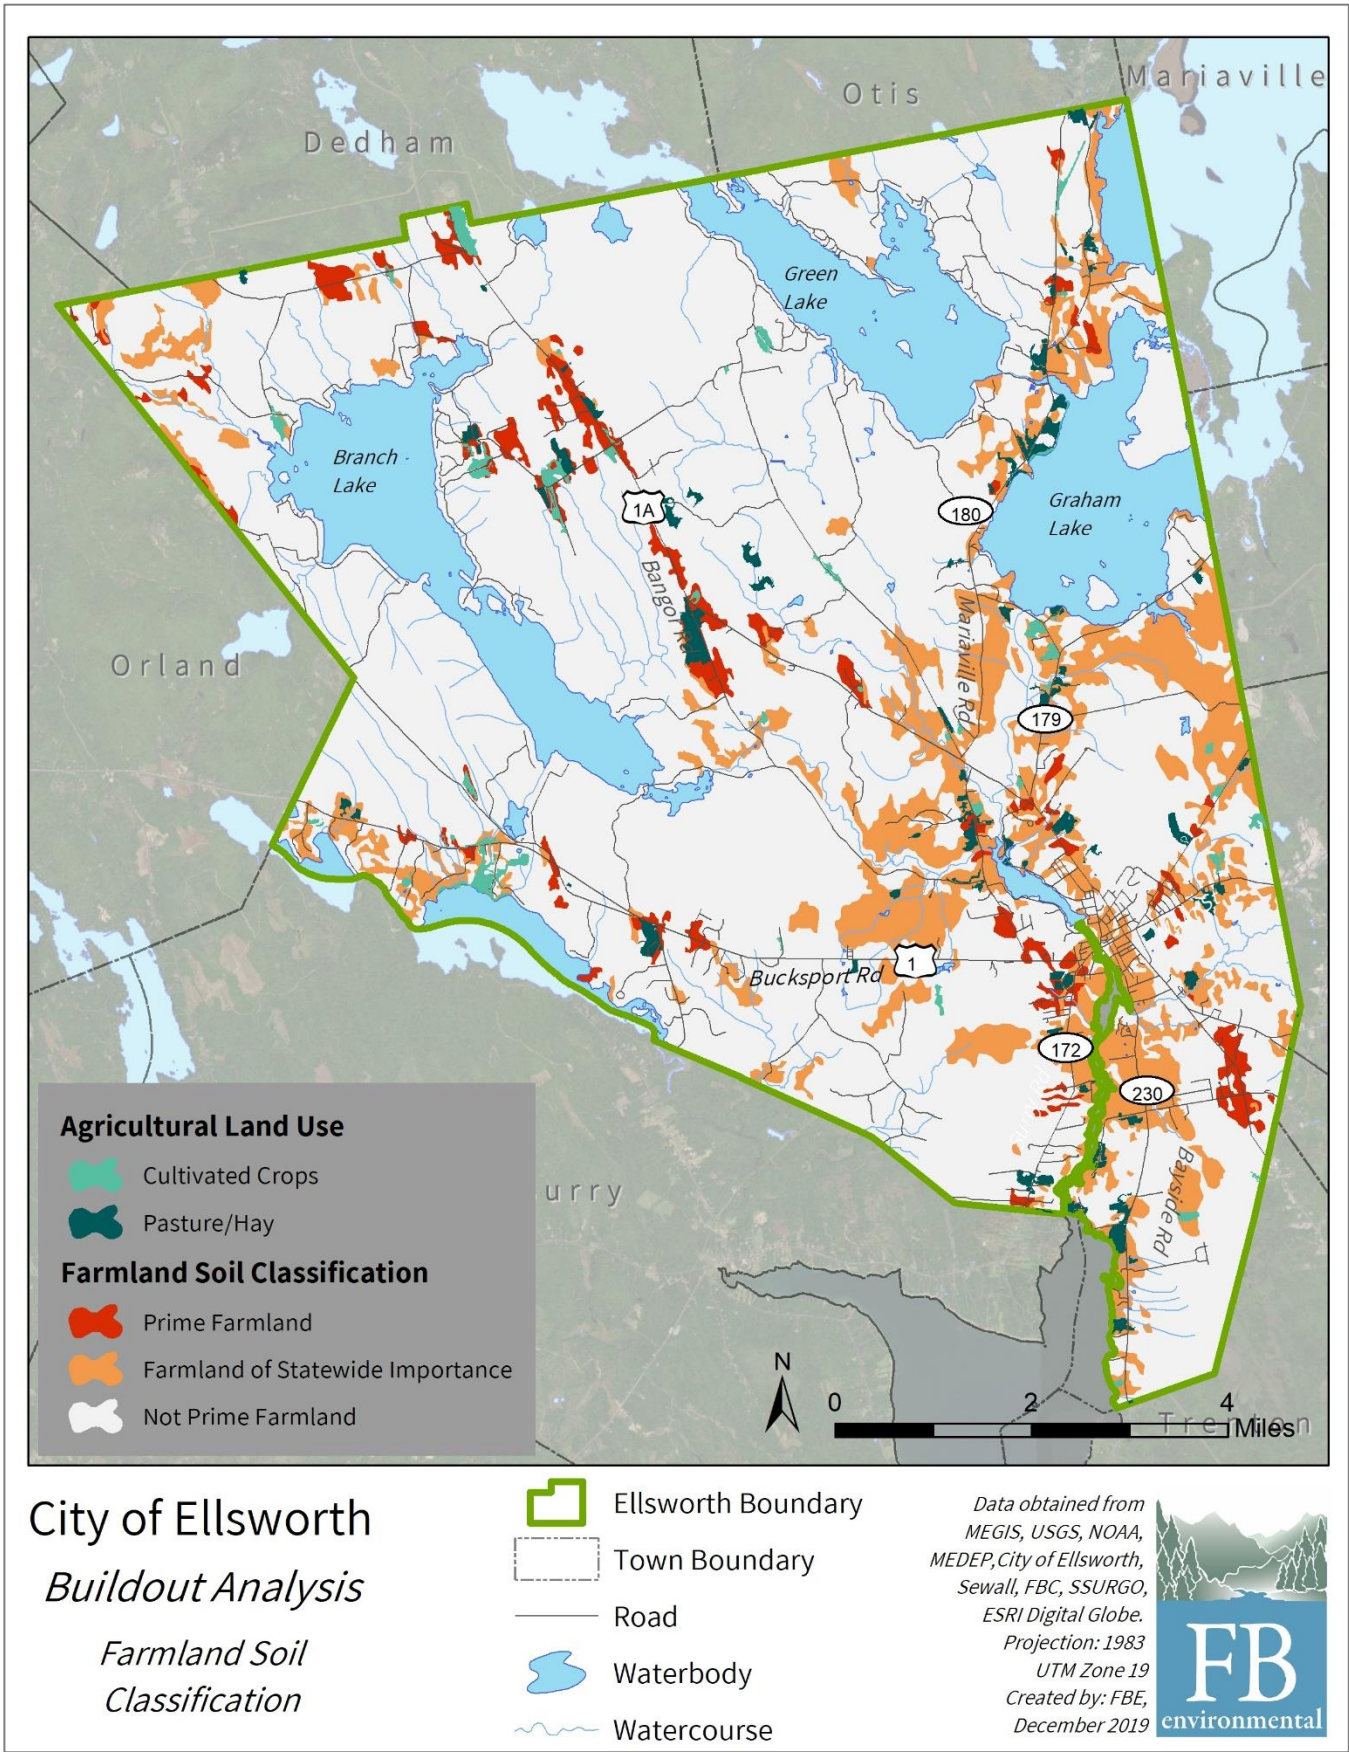 Mariaville
Otis
Dedham
Green
Lake
Branch
Lake
Graham
Lake
1A
180
Bangor Rd
Mariaville Rd
Orland
179
1
Bucksport Rd
172
230
Bayside Rd
urry
Agricultural Land Use
Cultivated Crops
Pasture/Hay
Farmland Soil Classification
Prime Farmland
Farmland of Statewide Importance
Not Prime Farmland
N
0 2 4
Miles
Trenton
City of Ellsworth
Buildout Analysis
Farmland Soil
Classification
Ellsworth Boundary
Town Boundary
Road
Waterbody
Watercourse
Data obtained from
MEGIS, USGS, NOAA,
MEDEP,City of Ellsworth,
Sewall, FBC, SSURGO,
ESRI Digital Globe.
Projection: 1983
UTM Zone 19
Created by: FBE,
December 2019
FB
environmental